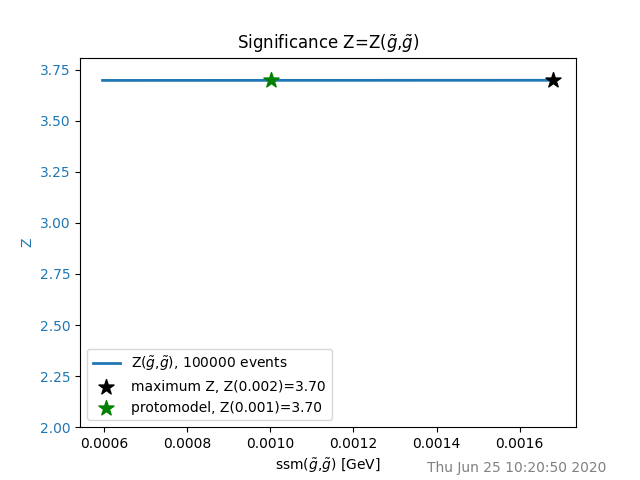 Significance Z=Z(g̃,g̃)
3.75
3.50
3.25
3.00
2.75
2.50
2.25
2.00
Z
Z(g̃,g̃), 100000 events
maximum Z, Z(0.002)=3.70
protomodel, Z(0.001)=3.70
0.0006 0.0008 0.0010 0.0012 0.0014 0.0016
ssm(g̃,g̃) [GeV]
Thu Jun 25 10:20:50 2020